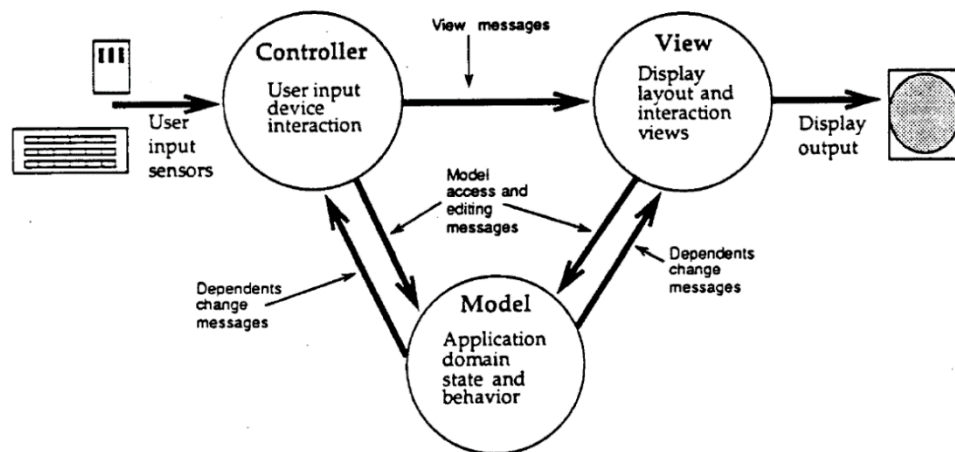 View messages
Controller
User input
device
interaction
View
Display
layout and
interaction
views
User
input
sensors
Display
output
Model
access and
editing
messages
Dependents
change
messages
Dependents
change
messages
Model
Application
domain
state and
behavior